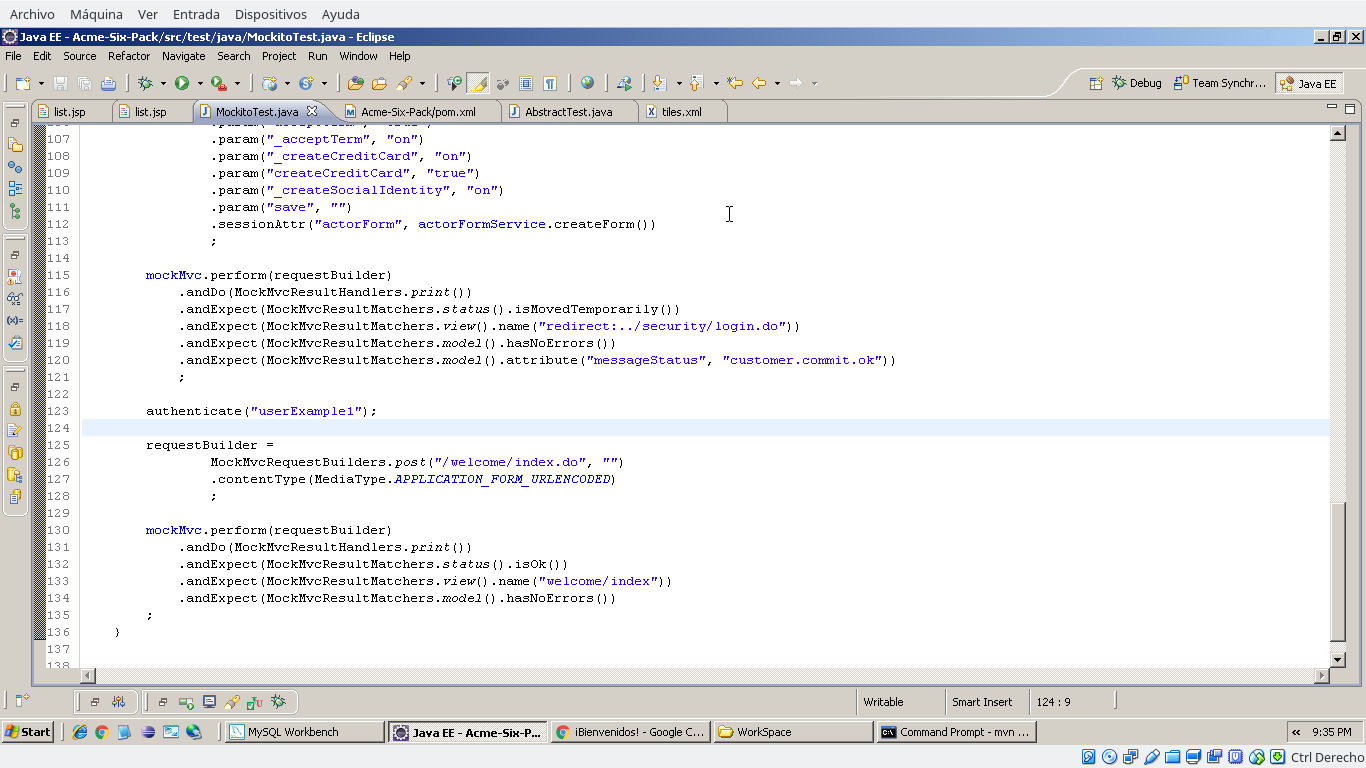 Archivo Máquina Ver Entrada Dispositivos Ayuda
Java EE - Acme-Six-Pack/src/test/java/MockitoTest.java - Eclipse
File Edit Source Refactor Navigate Search Project Run Window Help
Debug Team Synchr... Java EE
list.jsp list.jsp MockitoTest.java Acme-Six-Pack/pom.xml AbstractTest.java tiles.xml
107 .param("_acceptTerm", "on")
108 .param("_createCreditCard", "on")
109 .param("createCreditCard", "true")
110 .param("_createSocialIdentity", "on")
111 .param("save", "")
112 .sessionAttr("actorForm", actorFormService.createForm())
113 ;
114
115 mockMvc.perform(requestBuilder)
116 .andDo(MockMvcResultHandlers.print())
117 .andExpect(MockMvcResultMatchers.status().isMovedTemporarily())
118 .andExpect(MockMvcResultMatchers.view().name("redirect:../security/login.do"))
119 .andExpect(MockMvcResultMatchers.model().hasNoErrors())
120 .andExpect(MockMvcResultMatchers.model().attribute("messageStatus", "customer.commit.ok"))
121 ;
122
123 authenticate("userExample1");
124
125 requestBuilder =
126 MockMvcRequestBuilders.post("/welcome/index.do", "")
127 .contentType(MediaType.APPLICATION_FORM_URLENCODED)
128 ;
129
130 mockMvc.perform(requestBuilder)
131 .andDo(MockMvcResultHandlers.print())
132 .andExpect(MockMvcResultMatchers.status().isOk())
133 .andExpect(MockMvcResultMatchers.view().name("welcome/index"))
134 .andExpect(MockMvcResultMatchers.model().hasNoErrors())
135 ;
136 }
137
138
Writable Smart Insert 124 : 9
Start MySQL Workbench Java EE - Acme-Six-P... ¡Bienvenidos! - Google C... WorkSpace Command Prompt - mvn ... « 9:35 PM
Ctrl Derecho